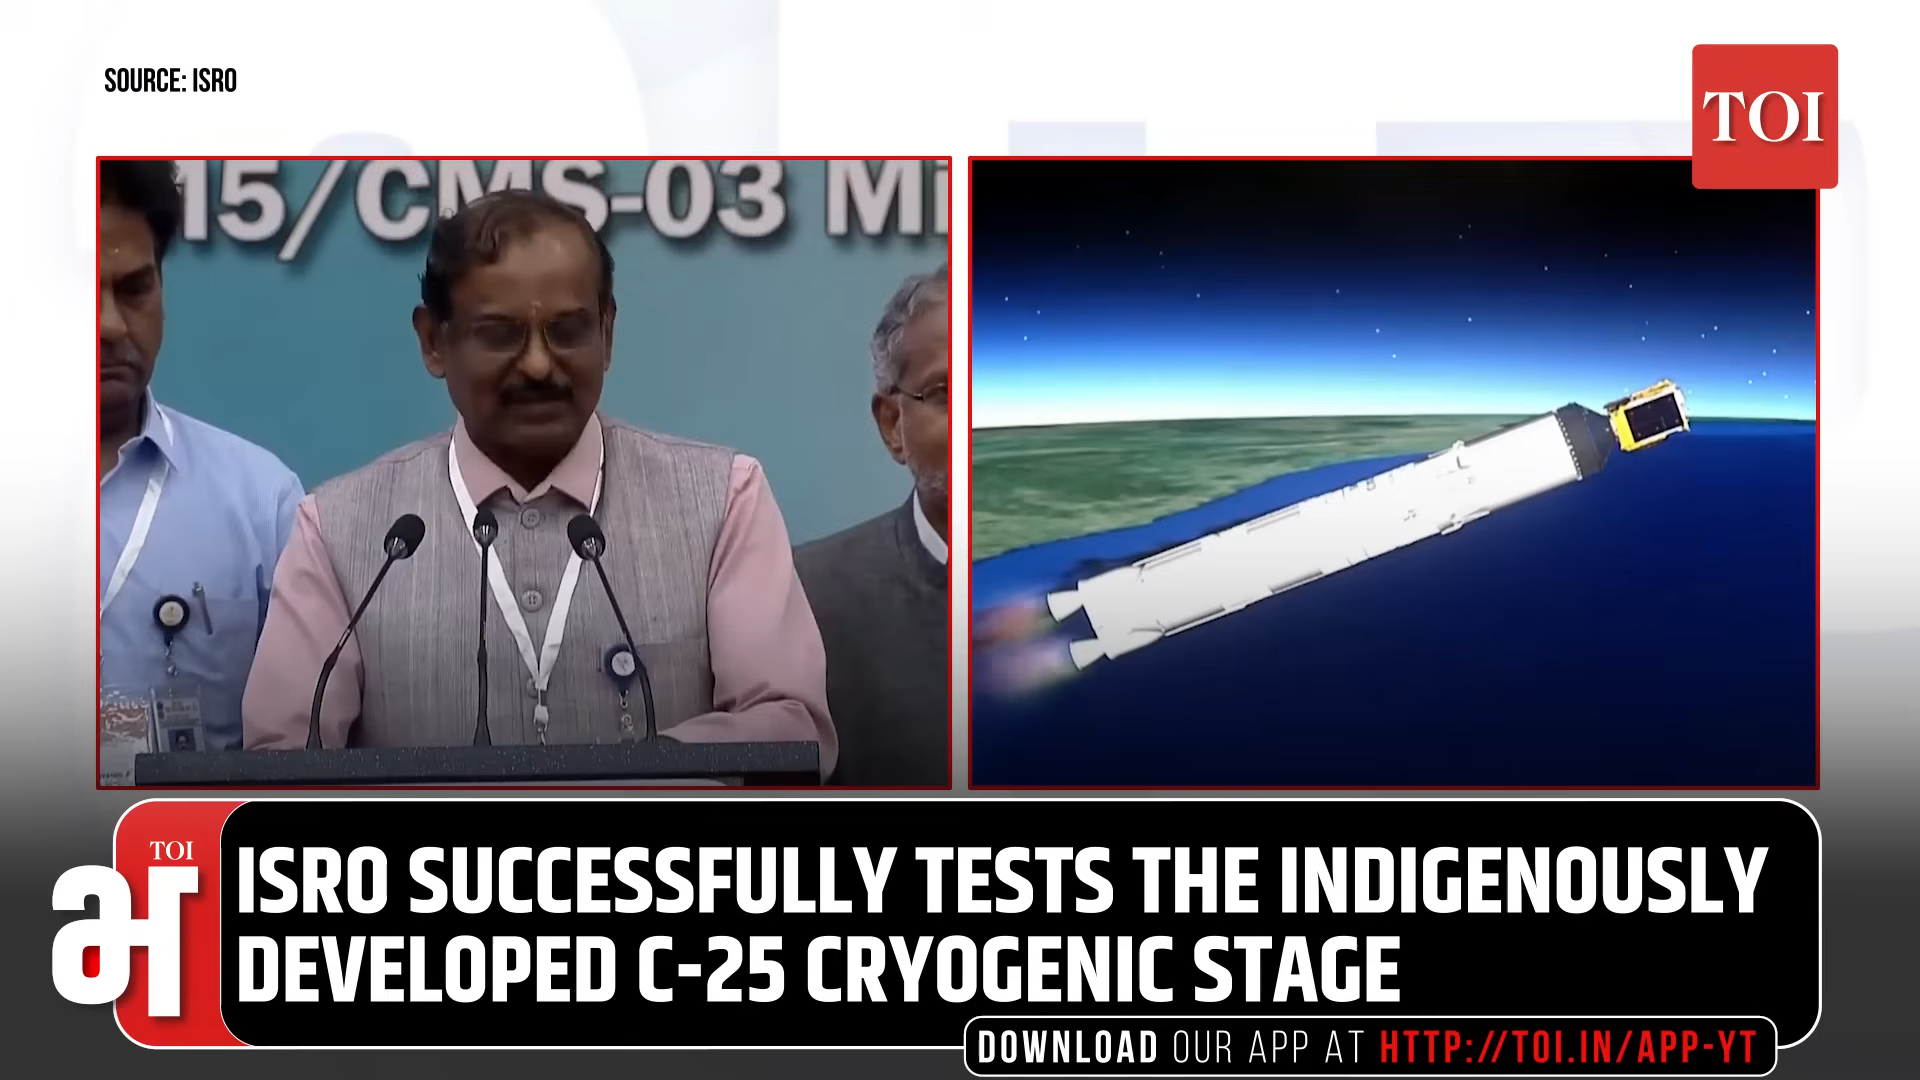 SOURCE: ISRO
TOI
15/CMS-03 Mi
TOI
ISRO SUCCESSFULLY TESTS THE INDIGENOUSLY
DEVELOPED C-25 CRYOGENIC STAGE
DOWNLOAD OUR APP AT HTTP://TOI.IN/APP-YT